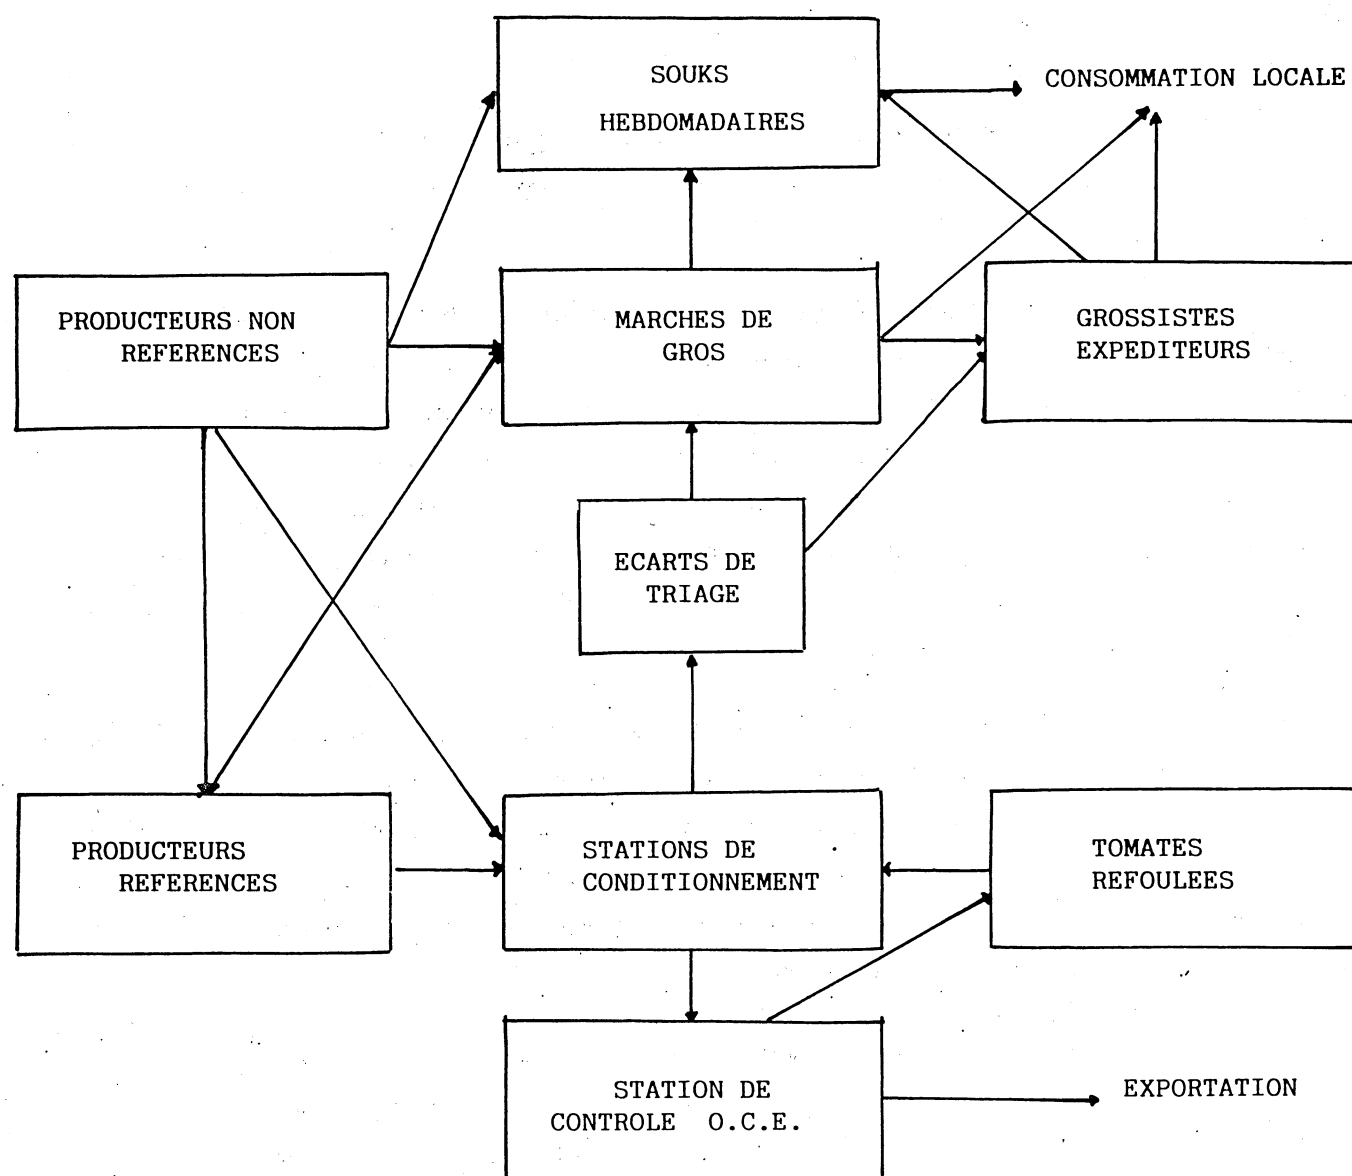 SOUKS
HEBDOMADAIRES
CONSOMMATION LOCALE
PRODUCTEURS NON
REFERENCES
MARCHES DE
GROS
GROSSISTES
EXPEDITEURS
ECARTS DE
TRIAGE
PRODUCTEURS
REFERENCES
STATIONS DE
CONDITIONNEMENT
TOMATES
REFOULEES
STATION DE
CONTROLE O.C.E.
EXPORTATION